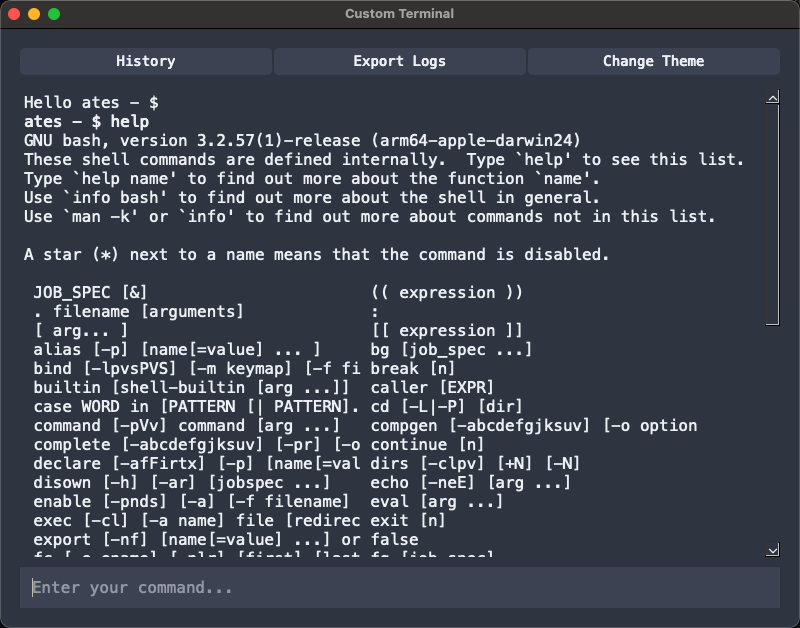 Custom Terminal
History Export Logs Change Theme
Hello ates - $
ates - $ help
GNU bash, version 3.2.57(1)-release (arm64-apple-darwin24)
These shell commands are defined internally.  Type `help' to see this list.
Type `help name' to find out more about the function `name'.
Use `info bash' to find out more about the shell in general.
Use `man -k' or `info' to find out more about commands not in this list.
A star (*) next to a name means that the command is disabled.
JOB_SPEC [&] (( expression ))
. filename [arguments] :
[ arg... ] [[ expression ]]
alias [-p] [name[=value] ... ] bg [job_spec ...]
bind [-lpvsPVS] [-m keymap] [-f fi break [n]
builtin [shell-builtin [arg ...]] caller [EXPR]
case WORD in [PATTERN [| PATTERN]. cd [-L|-P] [dir]
command [-pVv] command [arg ...] compgen [-abcdefgjksuv] [-o option
complete [-abcdefgjksuv] [-pr] [-o continue [n]
declare [-afFirtx] [-p] [name[=val dirs [-clpv] [+N] [-N]
disown [-h] [-ar] [jobspec ...] echo [-neE] [arg ...]
enable [-pnds] [-a] [-f filename] eval [arg ...]
exec [-cl] [-a name] file [redirec exit [n]
export [-nf] [name[=value] ...] or false
fc [-e ename] [-nlr] [first] [last fg [job_spec]
Enter your command...